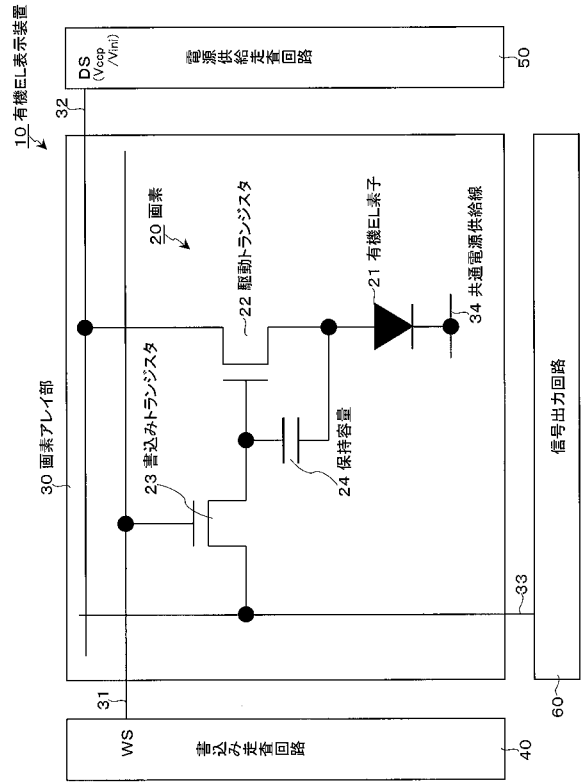 10 有機EL表示装置
30 画素アレイ部
32
DS
(Vccp
/Vini)
電源供給走査回路
50
20 画素
22 駆動トランジスタ
23 書込みトランジスタ
21 有機EL素子
24 保持容量
34 共通電源供給線
31
WS
書込み走査回路
40
33
信号出力回路
60